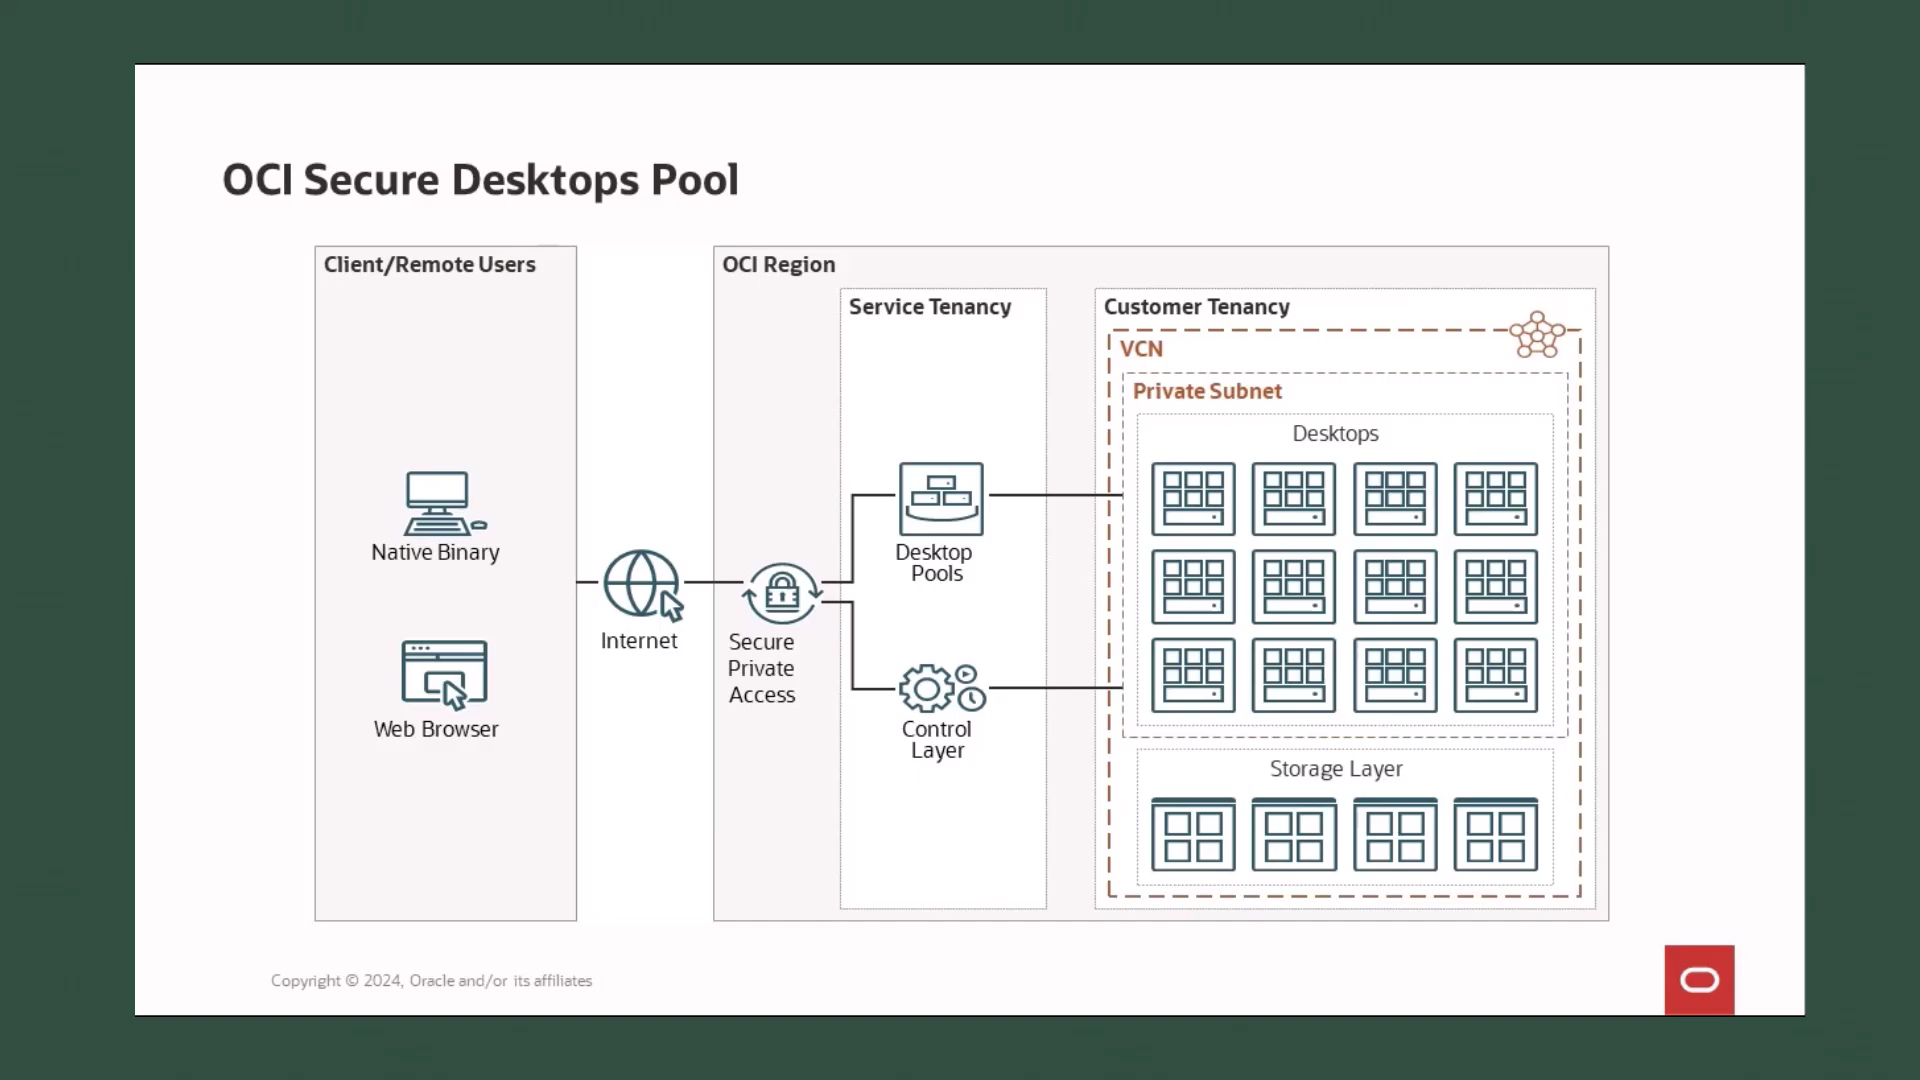 OCI Secure Desktops Pool
Client/Remote Users
Native Binary
Web Browser
Internet
OCI Region
Secure
Private
Access
Service Tenancy
Desktop
Pools
Control
Layer
Customer Tenancy
VCN
Private Subnet
Desktops
Storage Layer
Copyright © 2024, Oracle and/or its affiliates